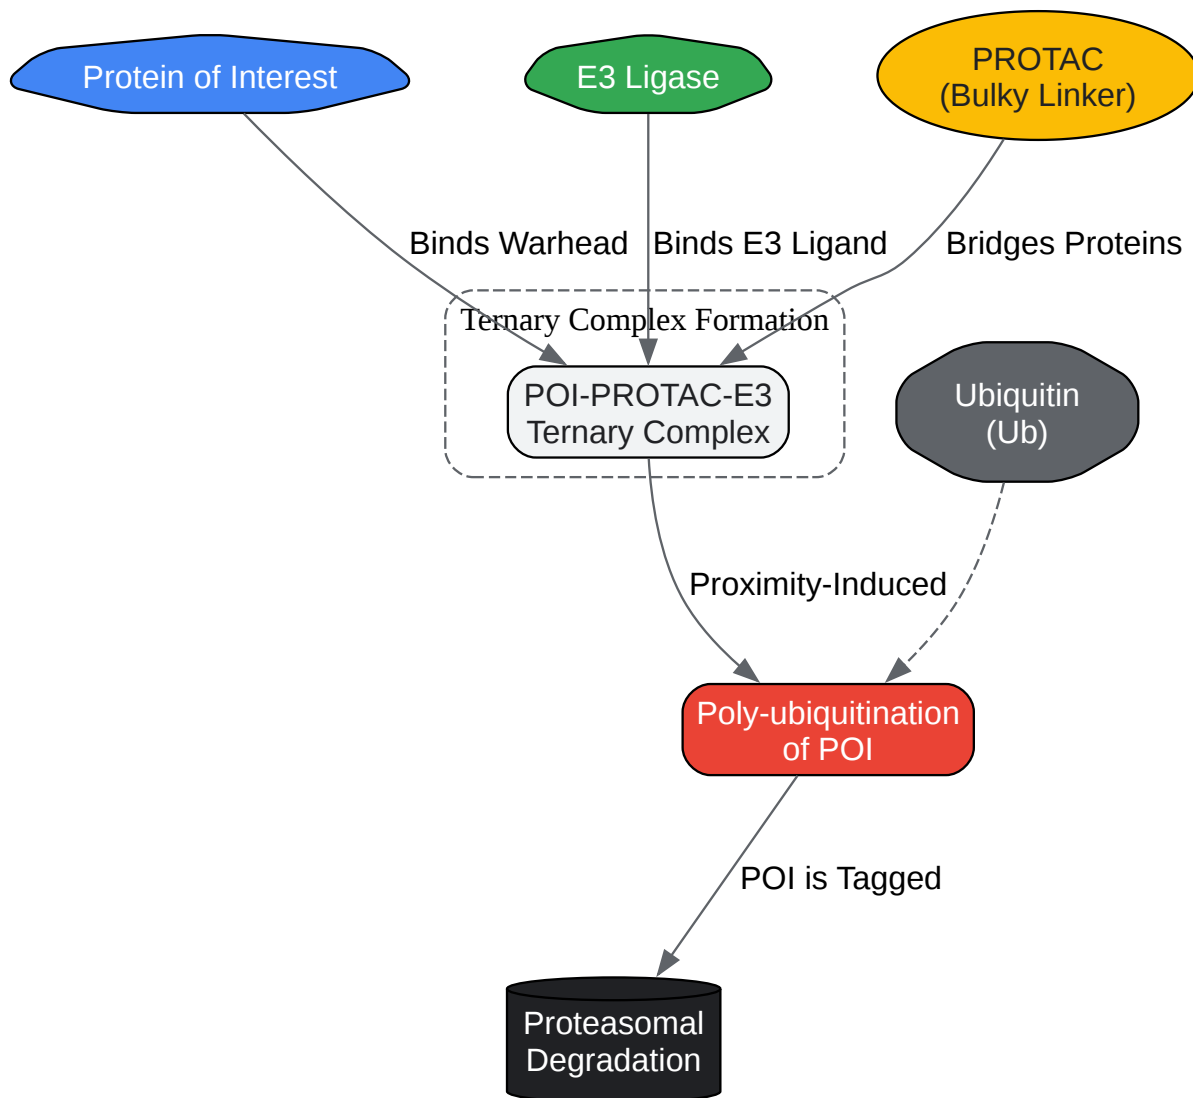 Protein of Interest
E3 Ligase
PROTAC
(Bulky Linker)
Binds Warhead
Binds E3 Ligand
Bridges Proteins
Ternary Complex Formation
POI-PROTAC-E3
Ternary Complex
Ubiquitin
(Ub)
Proximity-Induced
Poly-ubiquitination
of POI
POI is Tagged
Proteasomal
Degradation